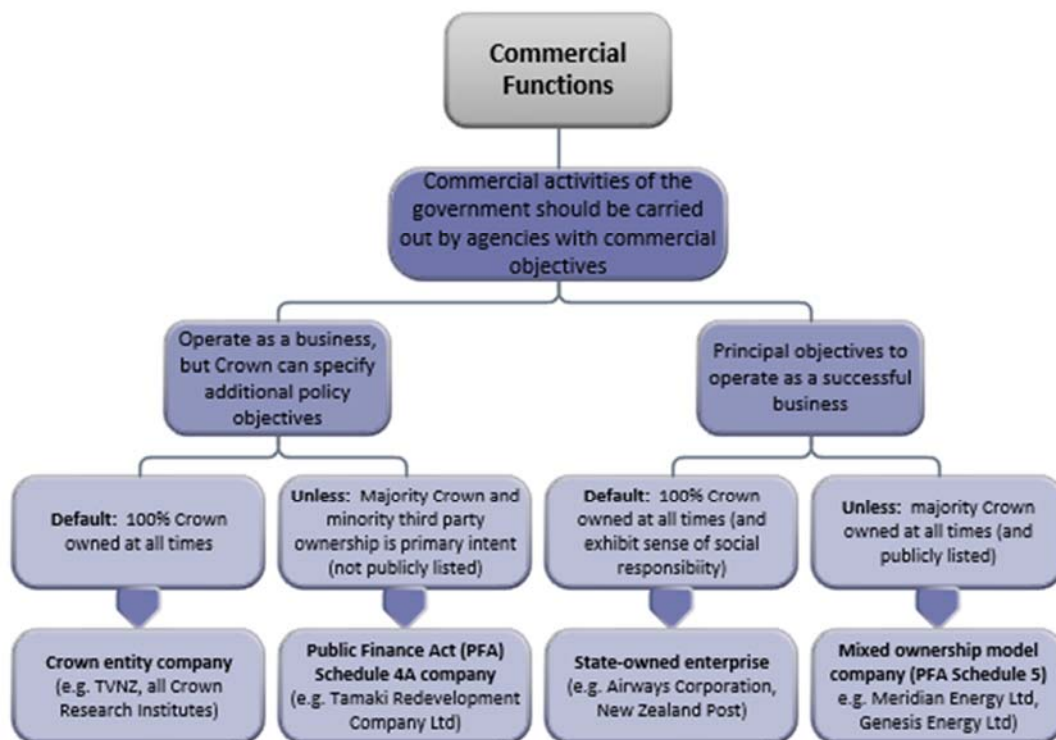 Commercial
Functions
Commercial activities of the
government should be carried
out by agencies with commercial
objectives
Operate as a business,
but Crown can specify
additional policy
objectives
Principal objectives to
operate as a successful
business
Default: 100% Crown
owned at all times
Unless: Majority Crown and
minority third party
ownership is primary intent
(not publicly listed)
Default: 100% Crown
owned at all times (and
exhibit sense of social
responsibiity)
Unless: majority Crown
owned at all times (and
publicly listed)
Crown entity company
(e.g. TVNZ, all Crown
Research Institutes)
Public Finance Act (PFA)
Schedule 4A company
(e.g. Tamaki Redevelopment
Company Ltd)
State-owned enterprise
(e.g. Airways Corporation,
New Zealand Post)
Mixed ownership model
company (PFA Schedule 5)
e.g. Meridian Energy Ltd,
Genesis Energy Ltd)